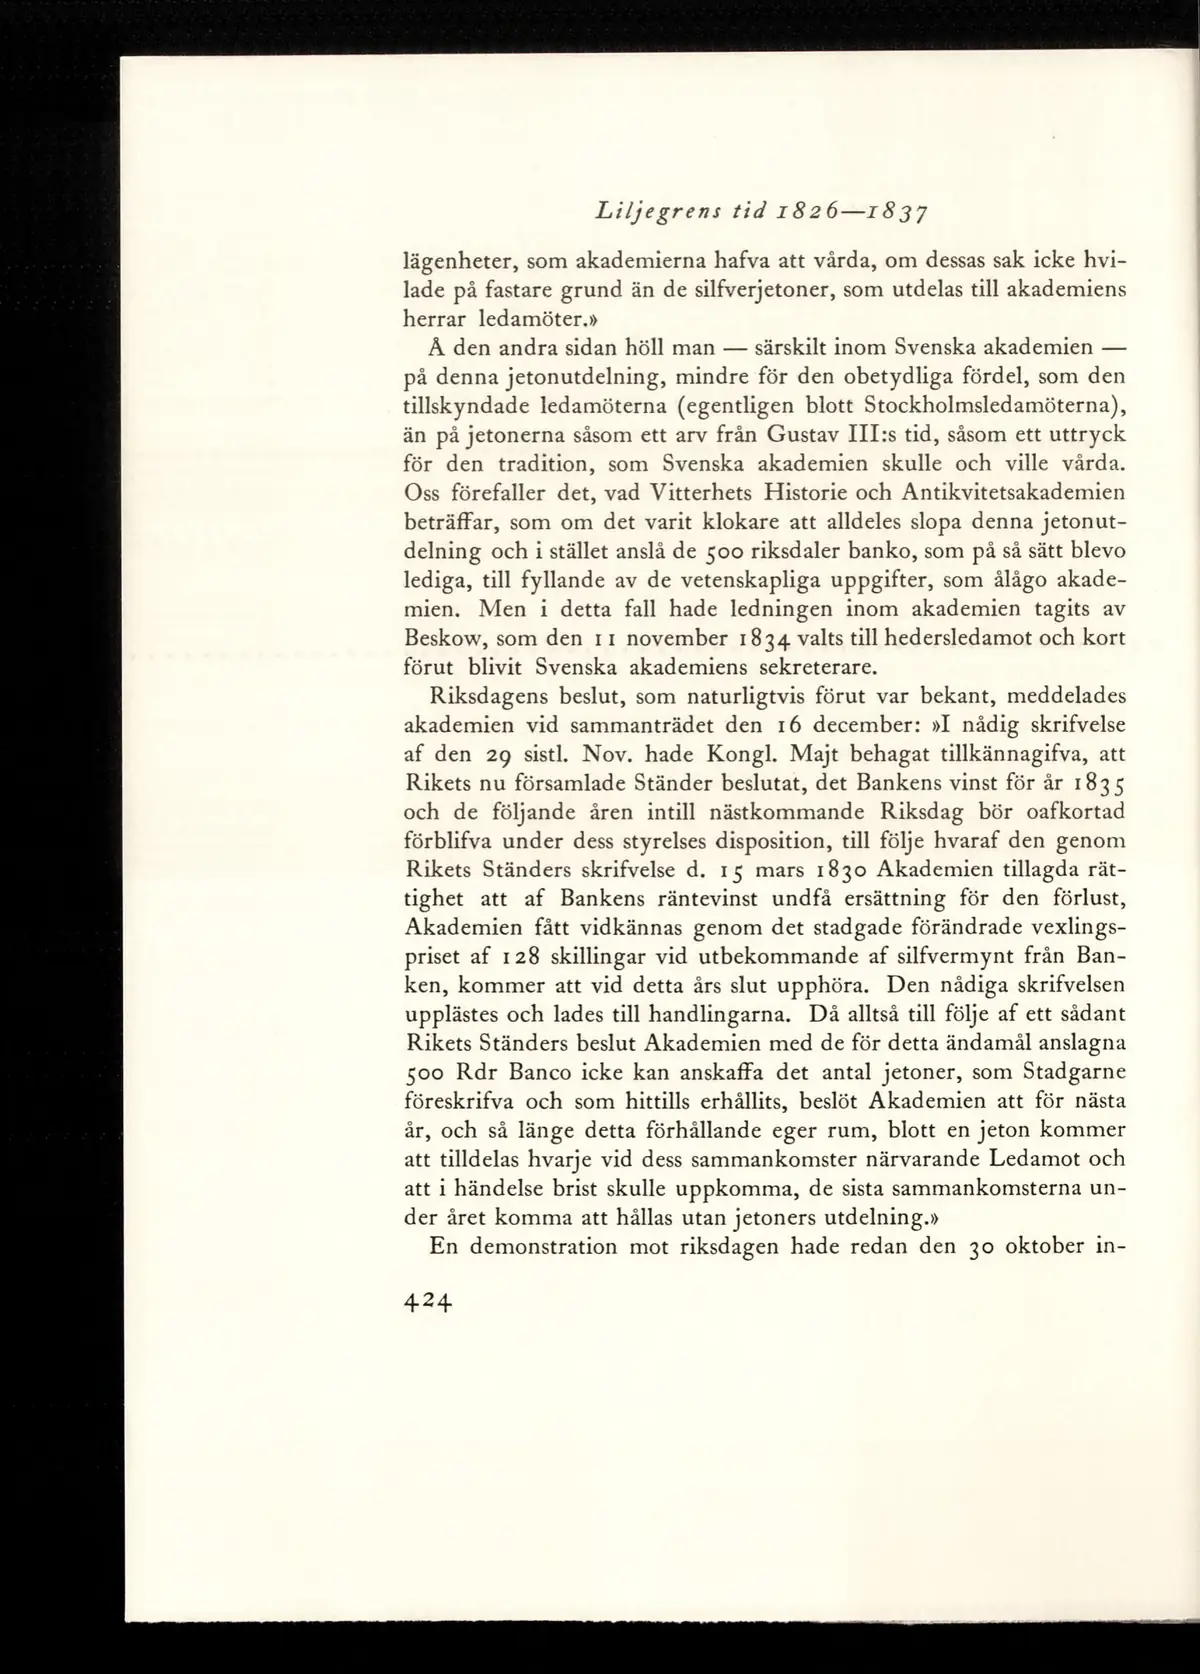 Liljegrens tid 1826—1837
lägenheter, som akademierna hafva att vårda, om dessas sak icke hvi-
lade på fastare grund än de silfverjetoner, som utdelas till akademiens
herrar ledamöter.»
Å den andra sidan höll man — särskilt inom Svenska akademien —
på denna jetonutdelning, mindre för den obetydliga fördel, som den
tillskyndade ledamöterna (egentligen blott Stockholmsledamöterna),
än på jetonerna såsom ett arv från Gustav III:s tid, såsom ett uttryck
för den tradition, som Svenska akademien skulle och ville vårda.
Oss förefaller det, vad Vitterhets Historie och Antikvitetsakademien
beträffar, som om det varit klokare att alldeles slopa denna jetonut-
delning och i stället anslå de 500 riksdaler banko, som på så sätt blevo
lediga, till fyllande av de vetenskapliga uppgifter, som ålågo akade-
mien. Men i detta fall hade ledningen inom akademien tagits av
Beskow, som den 11 november 1834 valts till hedersledamot och kort
förut blivit Svenska akademiens sekreterare.
Riksdagens beslut, som naturligtvis förut var bekant, meddelades
akademien vid sammanträdet den 16 december: »I nådig skrifvelse
af den 29 sistl. Nov. hade Kongl. Majt behagat tillkännagifva, att
Rikets nu församlade Ständer beslutat, det Bankens vinst för år 1835
och de följande åren intill nästkommande Riksdag bör oafkortad
förblifva under dess styrelses disposition, till följe hvaraf den genom
Rikets Ständers skrifvelse d. 15 mars 1830 Akademien tillagda rät-
tighet att af Bankens räntevinst undfå ersättning för den förlust,
Akademien fått vidkännas genom det stadgade förändrade vexlings-
priset af 128 skillingar vid utbekommande af silfvermynt från Ban-
ken, kommer att vid detta års slut upphöra. Den nådiga skrifvelsen
upplästes och lades till handlingarna. Då alltså till följe af ett sådant
Rikets Ständers beslut Akademien med de för detta ändamål anslagna
500 Rdr Banco icke kan anskaffa det antal jetoner, som Stadgarne
föreskrifva och som hittills erhållits, beslöt Akademien att för nästa
år, och så länge detta förhållande eger rum, blott en jeton kommer
att tilldelas hvarje vid dess sammankomster närvarande Ledamot och
att i händelse brist skulle uppkomma, de sista sammankomsterna un-
der året komma att hållas utan jetoners utdelning.»
En demonstration mot riksdagen hade redan den 30 oktober in-
424